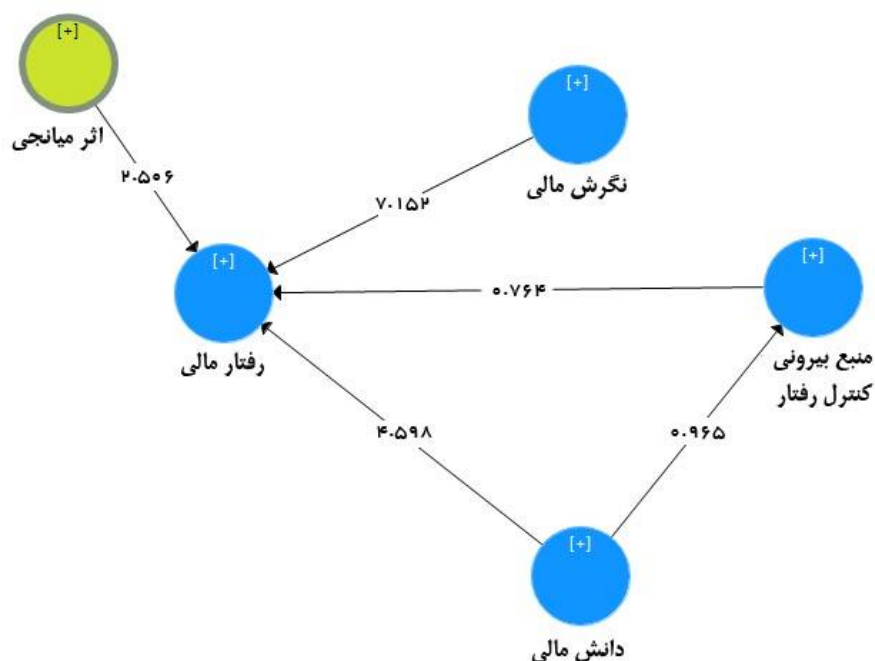 [+]
اثر میانجی
[+]
نگرش مالی
۲.۵۰۶
۷.۱۵۲
[+]
رفتار مالی
[+]
منبع بیرونی
کنترل رفتار
۰.۷۶۴
۴.۵۹۸
۰.۹۶۵
[+]
دانش مالی